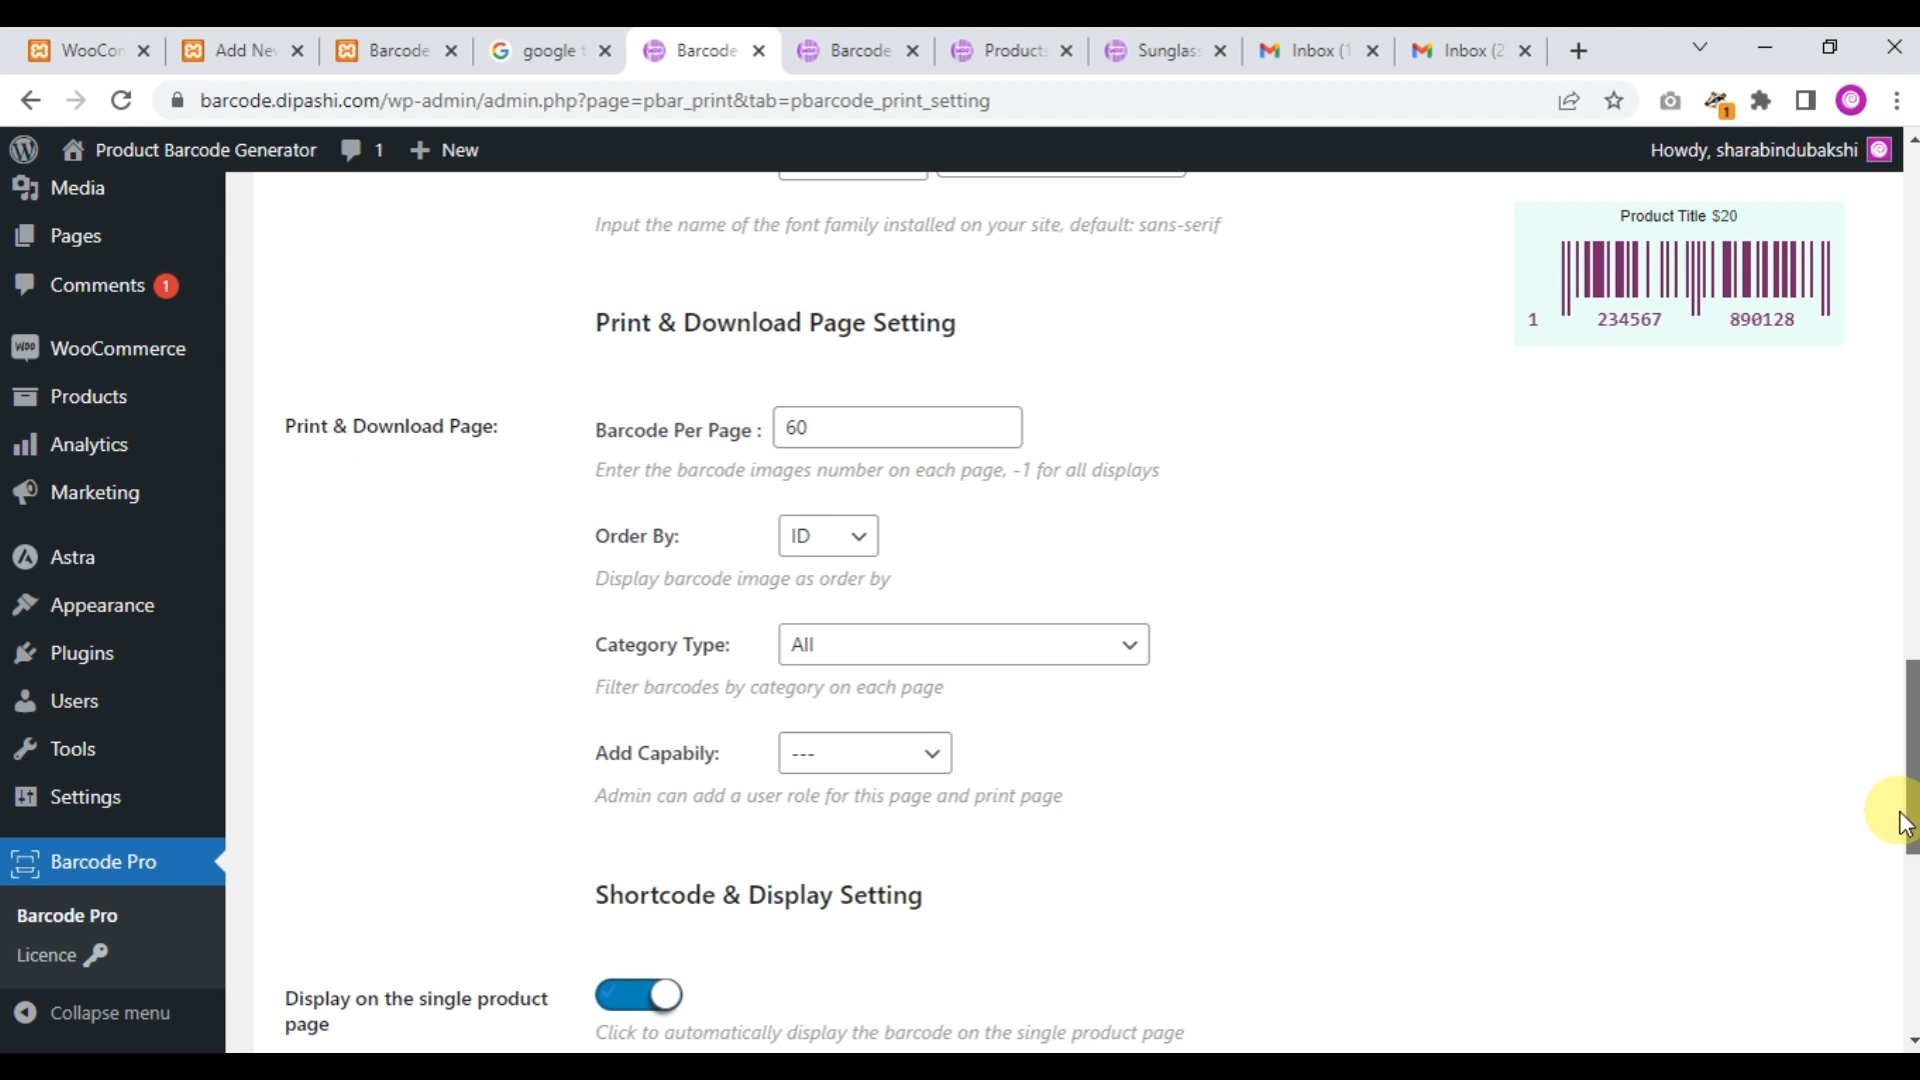 WooCon
Add Ne
Barcode
google t
Barcode
Barcode
Product
Sunglas
Inbox (1
Inbox (2
barcode.dipashi.com/wp-admin/admin.php?page=pbar_print&tab=pbarcode_print_setting
1
Product Barcode Generator
1
New
Howdy, sharabindubakshi
Media
Pages
Comments 1
WooCommerce
Products
Analytics
Marketing
Astra
Appearance
Plugins
Users
Tools
Settings
Barcode Pro
Barcode Pro
Licence
Collapse menu
Input the name of the font family installed on your site, default: sans-serif
Print & Download Page Setting
Print & Download Page:
Barcode Per Page : 60
Enter the barcode images number on each page, -1 for all displays
Order By: ID
Display barcode image as order by
Category Type: All
Filter barcodes by category on each page
Add Capabily: ---
Admin can add a user role for this page and print page
Shortcode & Display Setting
Display on the single product
page
Click to automatically display the barcode on the single product page
Product Title $20
1 234567 890128